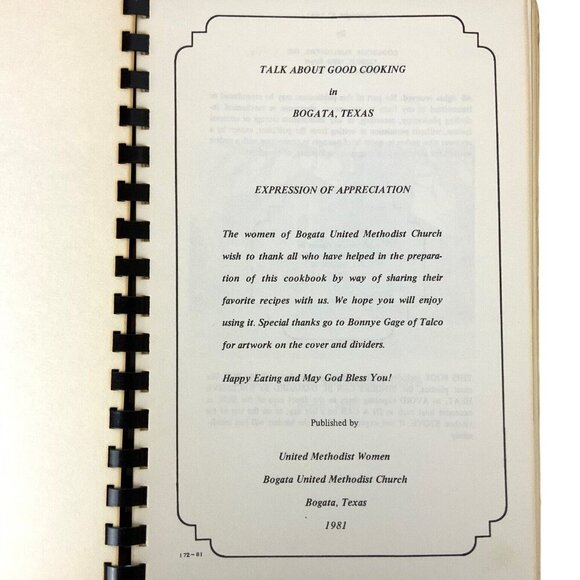 TALK ABOUT GOOD COOKING
in
BOGATA, TEXAS
EXPRESSION OF APPRECIATION
The women of Bogata United Methodist Church
wish to thank all who have helped in the prepara-
tion of this cookbook by way of sharing their
favorite recipes with us. We hope you will enjoy
using it. Special thanks go to Bonnye Gage of Talco
for artwork on the cover and dividers.
Happy Eating and May God Bless You!
Published by
United Methodist Women
Bogata United Methodist Church
Bogata, Texas
1981
172-81